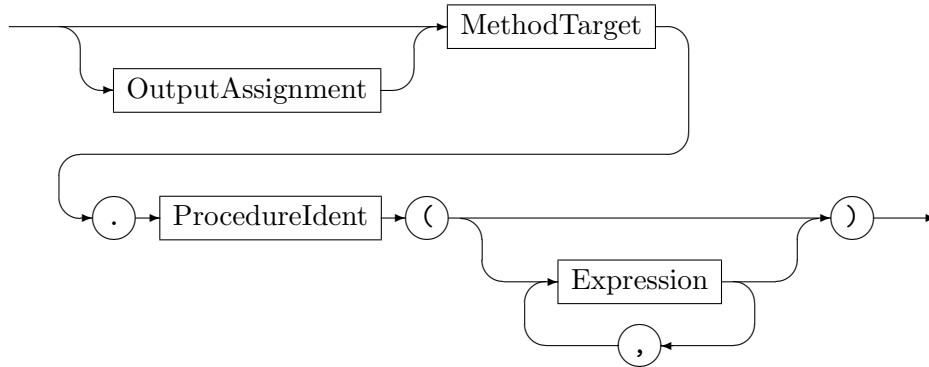 MethodTarget
OutputAssignment
. ProcedureIdent ( )
Expression
,